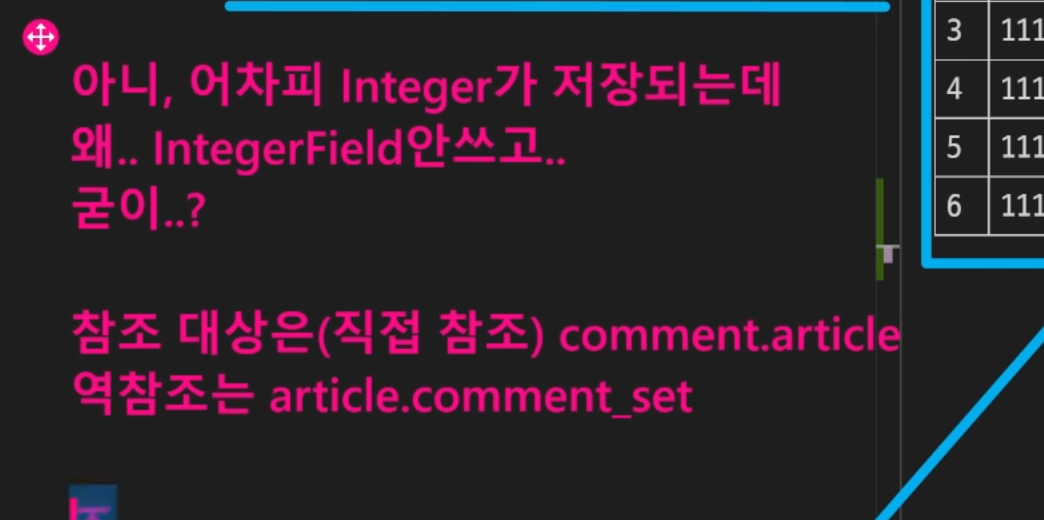 아니, 어차피 Integer가 저장되는데
왜.. IntegerField안쓰고..
굳이..?
참조 대상은(직접 참조) comment.article
역참조는 article.comment_set
3 111
4 111
5 111
6 111